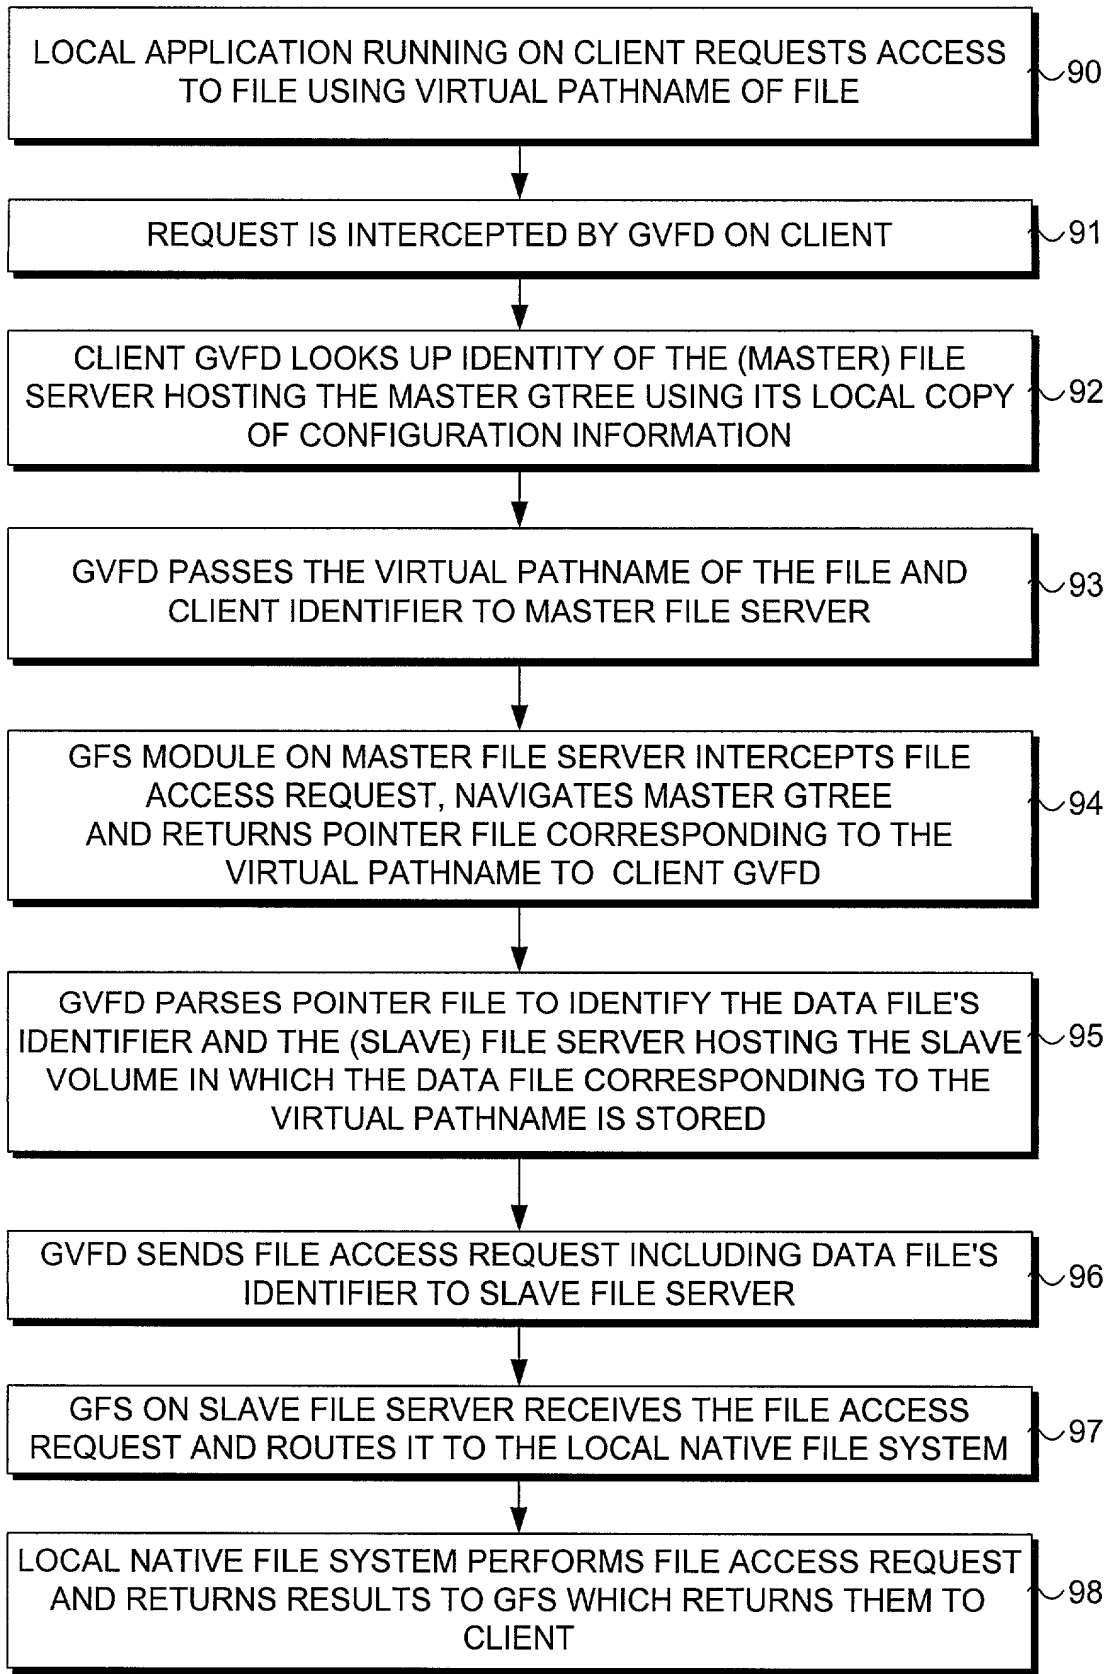 LOCAL APPLICATION RUNNING ON CLIENT REQUESTS ACCESS
TO FILE USING VIRTUAL PATHNAME OF FILE
90
REQUEST IS INTERCEPTED BY GVFD ON CLIENT
91
CLIENT GVFD LOOKS UP IDENTITY OF THE (MASTER) FILE
SERVER HOSTING THE MASTER GTREE USING ITS LOCAL COPY
OF CONFIGURATION INFORMATION
92
GVFD PASSES THE VIRTUAL PATHNAME OF THE FILE AND
CLIENT IDENTIFIER TO MASTER FILE SERVER
93
GFS MODULE ON MASTER FILE SERVER INTERCEPTS FILE
ACCESS REQUEST, NAVIGATES MASTER GTREE
AND RETURNS POINTER FILE CORRESPONDING TO THE
VIRTUAL PATHNAME TO CLIENT GVFD
94
GVFD PARSES POINTER FILE TO IDENTIFY THE DATA FILE'S
IDENTIFIER AND THE (SLAVE) FILE SERVER HOSTING THE SLAVE
VOLUME IN WHICH THE DATA FILE CORRESPONDING TO THE
VIRTUAL PATHNAME IS STORED
95
GVFD SENDS FILE ACCESS REQUEST INCLUDING DATA FILE'S
IDENTIFIER TO SLAVE FILE SERVER
96
GFS ON SLAVE FILE SERVER RECEIVES THE FILE ACCESS
REQUEST AND ROUTES IT TO THE LOCAL NATIVE FILE SYSTEM
97
LOCAL NATIVE FILE SYSTEM PERFORMS FILE ACCESS REQUEST
AND RETURNS RESULTS TO GFS WHICH RETURNS THEM TO
CLIENT
98